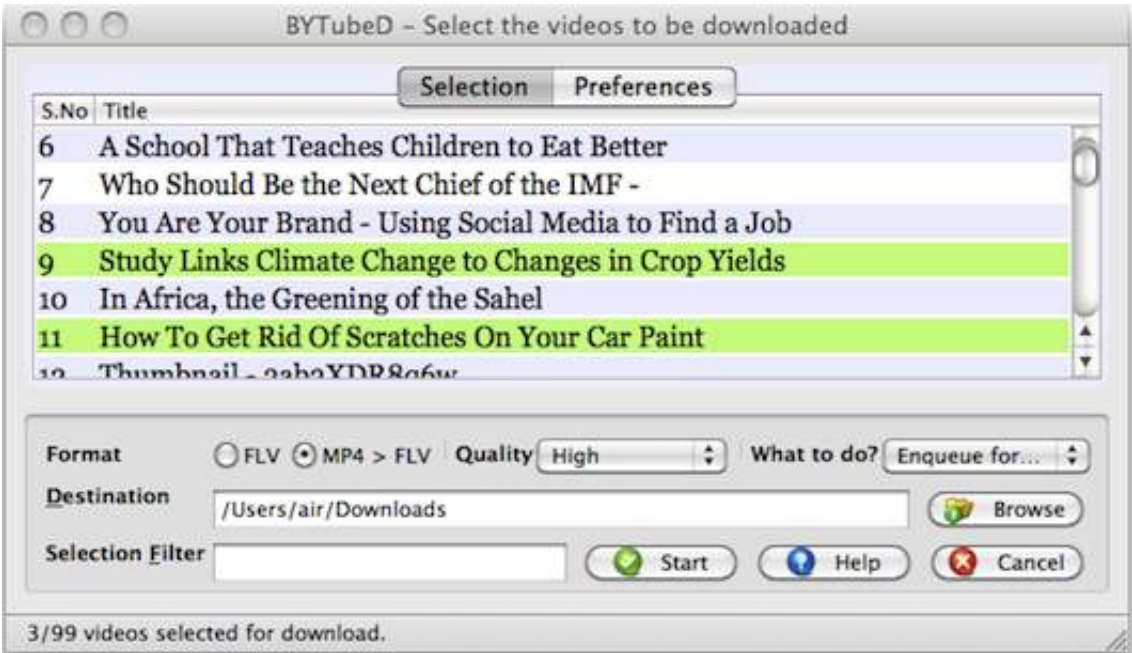 BYTubeD - Select the videos to be downloaded
Selection Preferences
S.No Title
6 A School That Teaches Children to Eat Better
7 Who Should Be the Next Chief of the IMF -
8 You Are Your Brand - Using Social Media to Find a Job
9 Study Links Climate Change to Changes in Crop Yields
10 In Africa, the Greening of the Sahel
11 How To Get Rid Of Scratches On Your Car Paint
12 Thumbnail -
Format FLV MP4 > FLV Quality High What to do? Enqueue for...
Destination /Users/air/Downloads Browse
Selection Filter Start Help Cancel
3/99 videos selected for download.